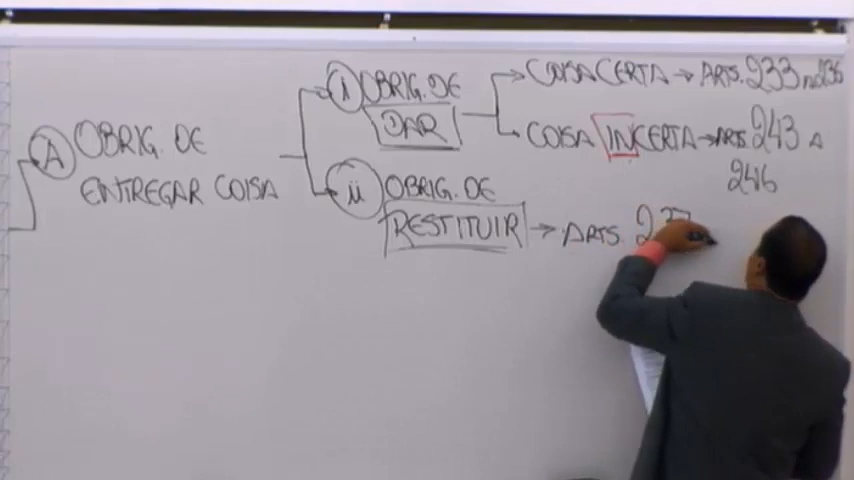 i OBRIG. DE
DAR
COISA CERTA → ARTS. 233 A 236
COISA INCERTA → ARTS. 243 A
246
A OBRIG. DE
ENTREGAR COISA
ii OBRIG. DE
RESTITUIR → ARTS.